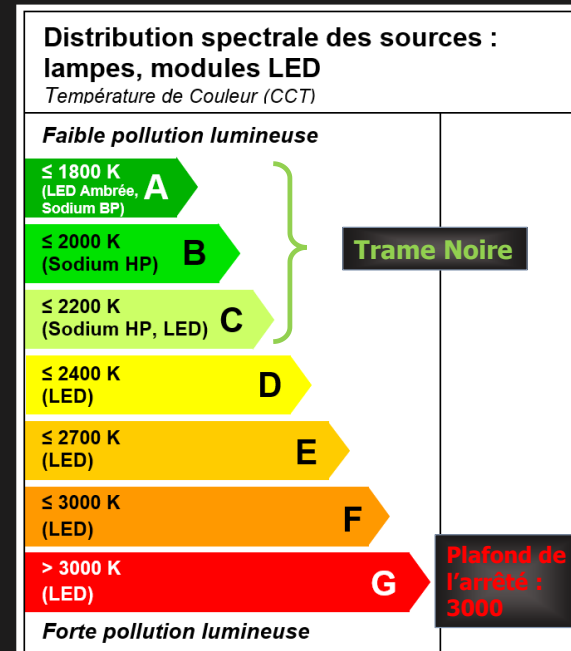 Distribution spectrale des sources :
lampes, modules LED
Température de Couleur (CCT)
Faible pollution lumineuse
≤ 1800 K
(LED Ambrée,
Sodium BP)
A
≤ 2000 K
(Sodium HP)
B
Trame Noire
≤ 2200 K
(Sodium HP, LED)
C
≤ 2400 K
(LED)
D
≤ 2700 K
(LED)
E
≤ 3000 K
(LED)
F
> 3000 K
(LED)
G
Plafond de
l'arrêté :
3000
Forte pollution lumineuse